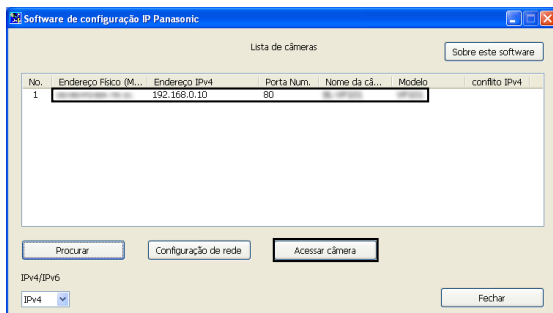 Software de configuração IP Panasonic
Lista de câmeras
Sobre este software
No. Endereço Físico (M... Endereço IPv4 Porta Num. Nome da câ... Modelo conflito IPv4
1 192.168.0.10 80
Procurar Configuração de rede Acessar câmera
IPv4/IPv6
IPv4 Fechar